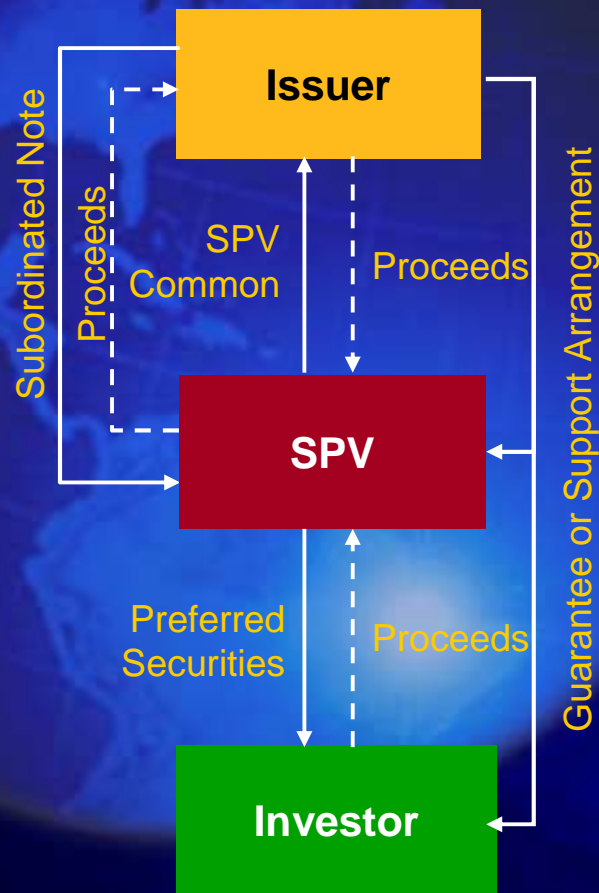 Issuer
Subordinated Note
Proceeds
SPV
Common
Proceeds
Guarantee or Support Arrangement
SPV
Preferred
Securities
Proceeds
Investor